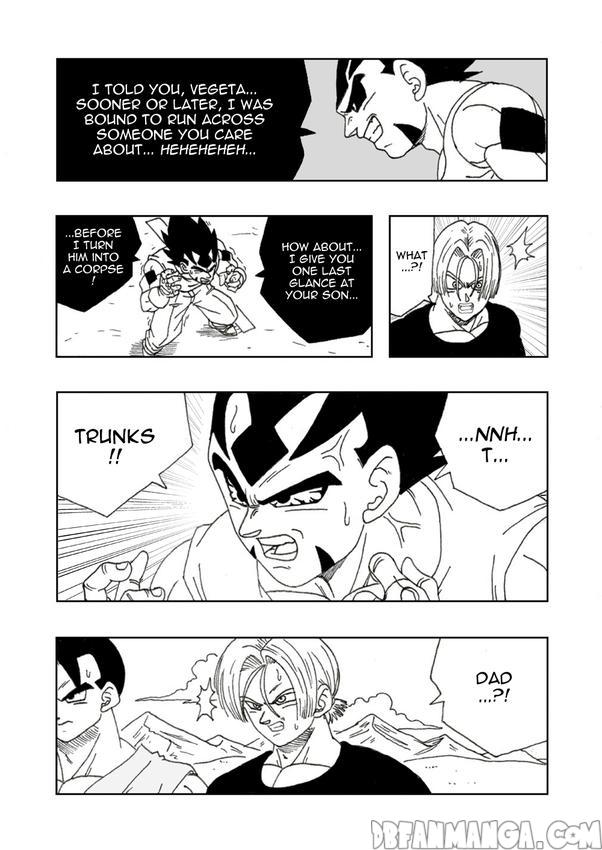 I TOLD YOU, VEGETA...
SOONER OR LATER, I WAS
BOUND TO RUN ACROSS
SOMEONE YOU CARE
ABOUT... HEHEHEHEH...
WHAT
...?!
HOW ABOUT...
I GIVE YOU
ONE LAST
GLANCE AT
YOUR SON...
...BEFORE
I TURN
HIM INTO
A CORPSE
!
...NNH...
T...
TRUNKS
!!
DAD
...?!
DBFANMANGA.COM